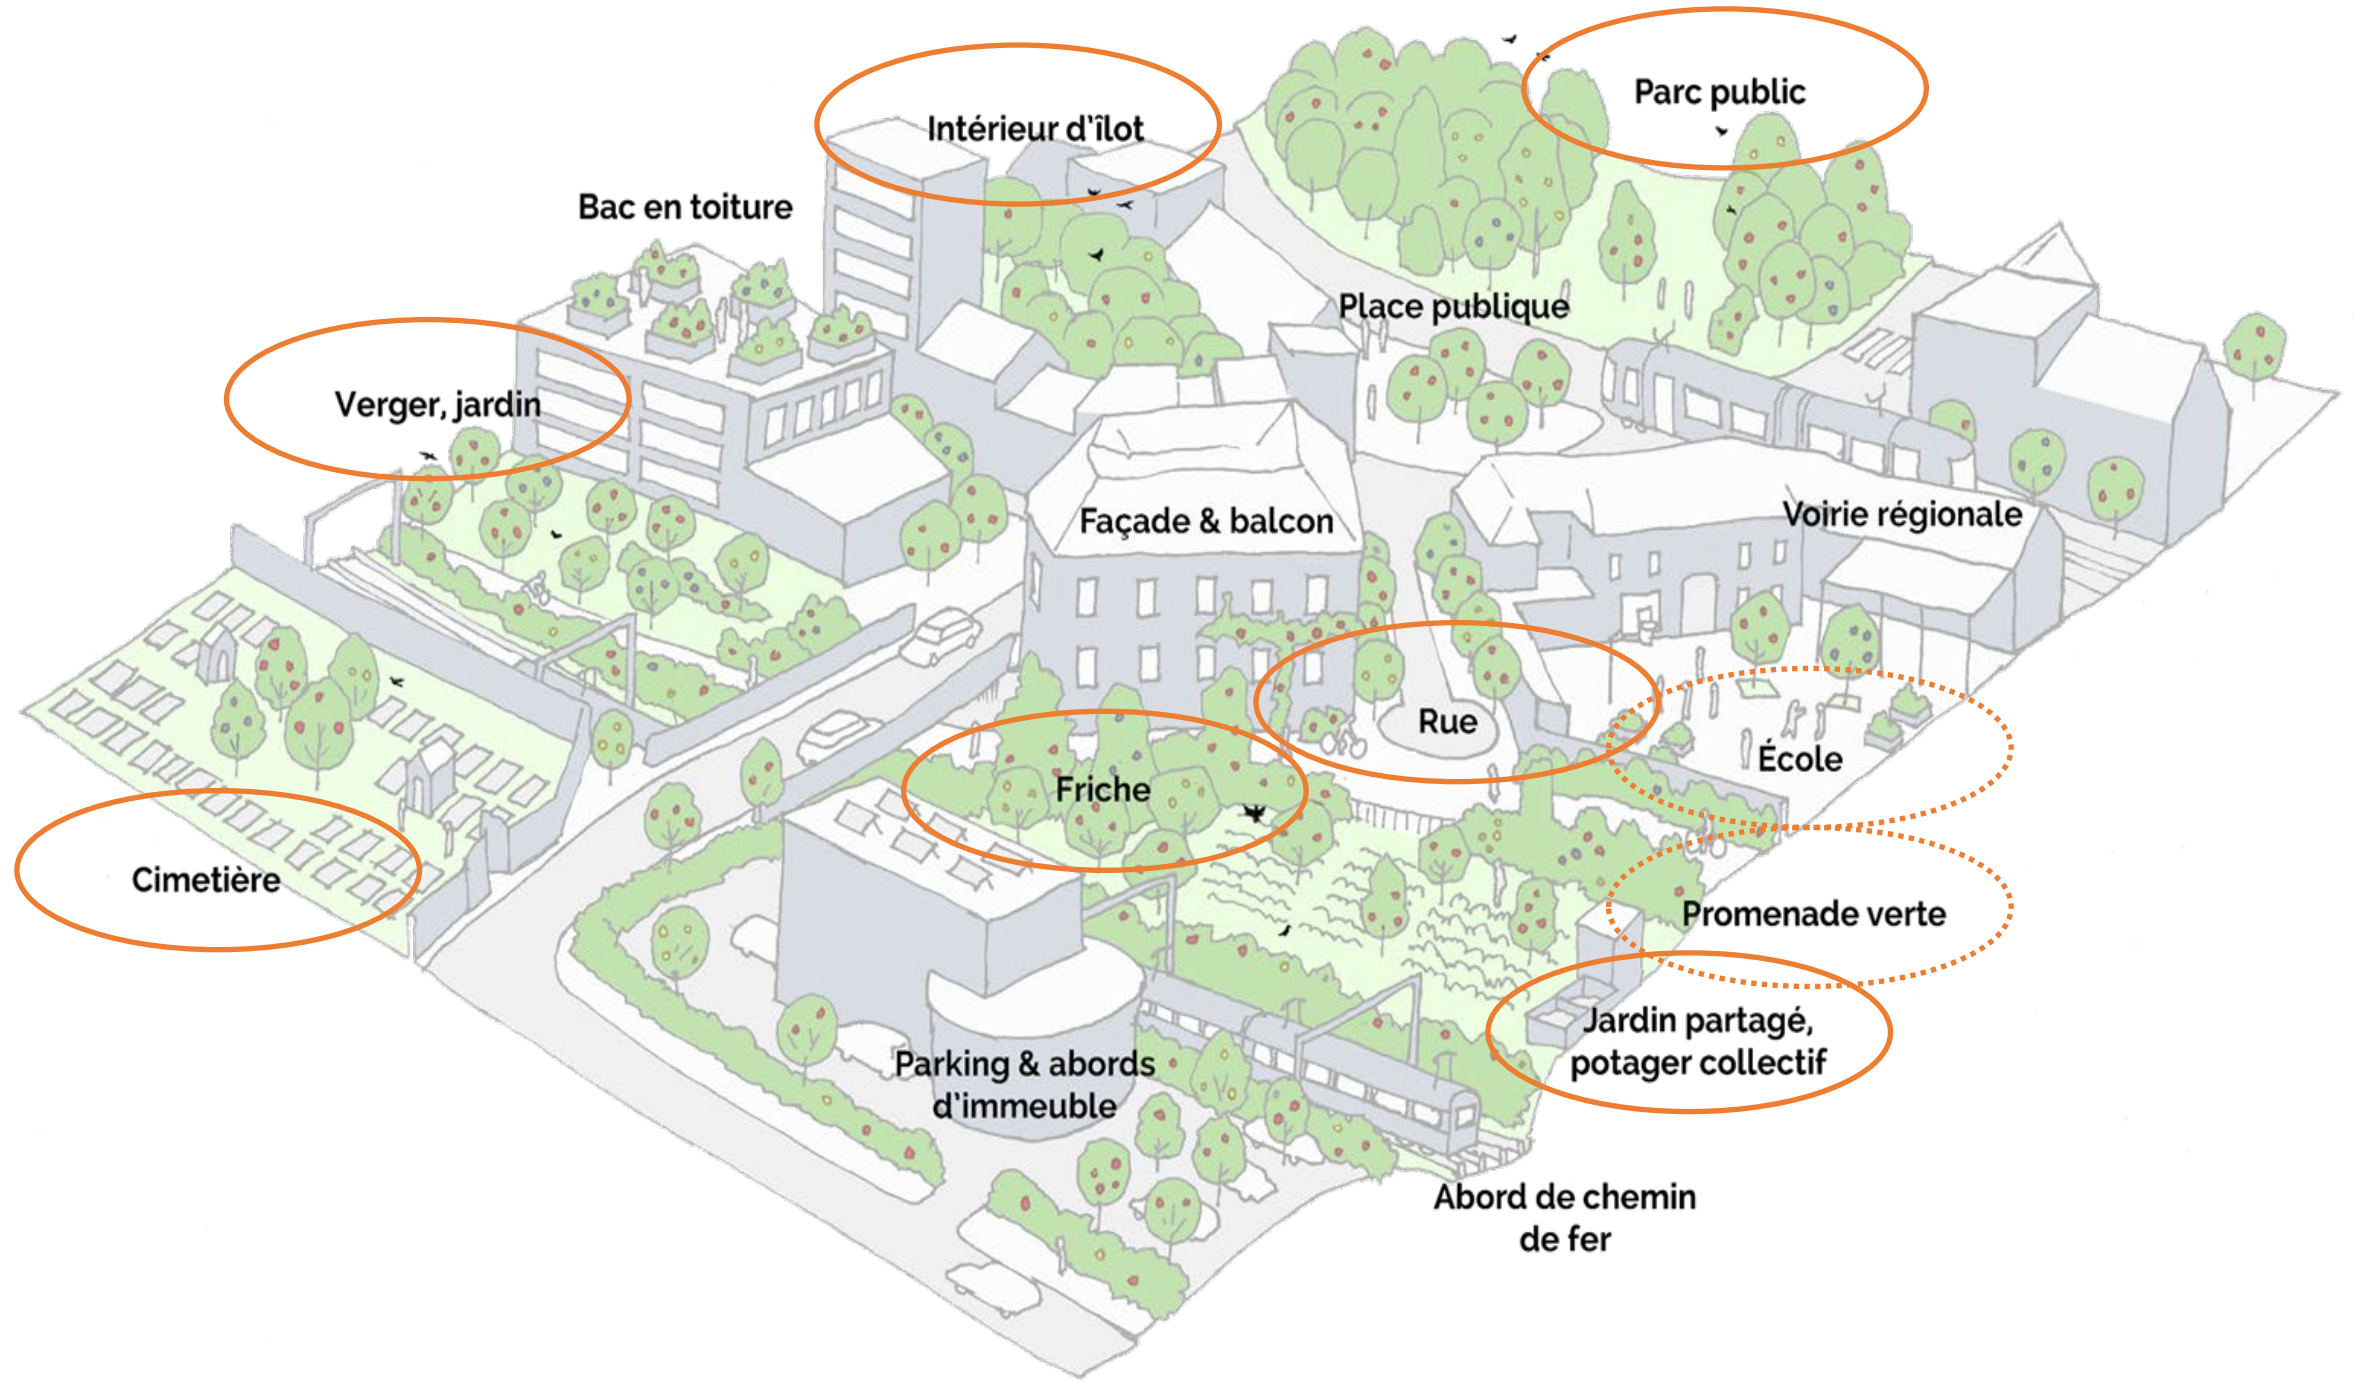 Parc public
Intérieur d'îlot
Bac en toiture
Place publique
Verger, jardin
Façade & balcon
Voirie régionale
Rue
École
Friche
Cimetière
Promenade verte
Jardin partagé,
potager collectif
Parking & abords
d'immeuble
Abord de chemin
de fer